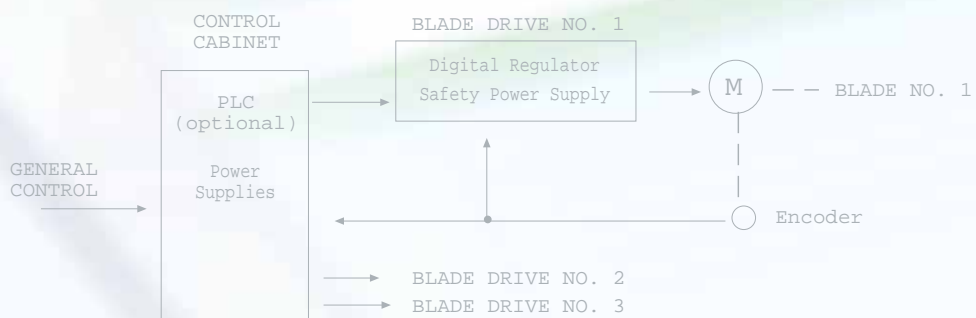 CONTROL
CABINET
BLADE DRIVE NO. 1
Digital Regulator
Safety Power Supply
M
BLADE NO. 1
PLC
(optional)
Power
Supplies
GENERAL
CONTROL
Encoder
BLADE DRIVE NO. 2
BLADE DRIVE NO. 3